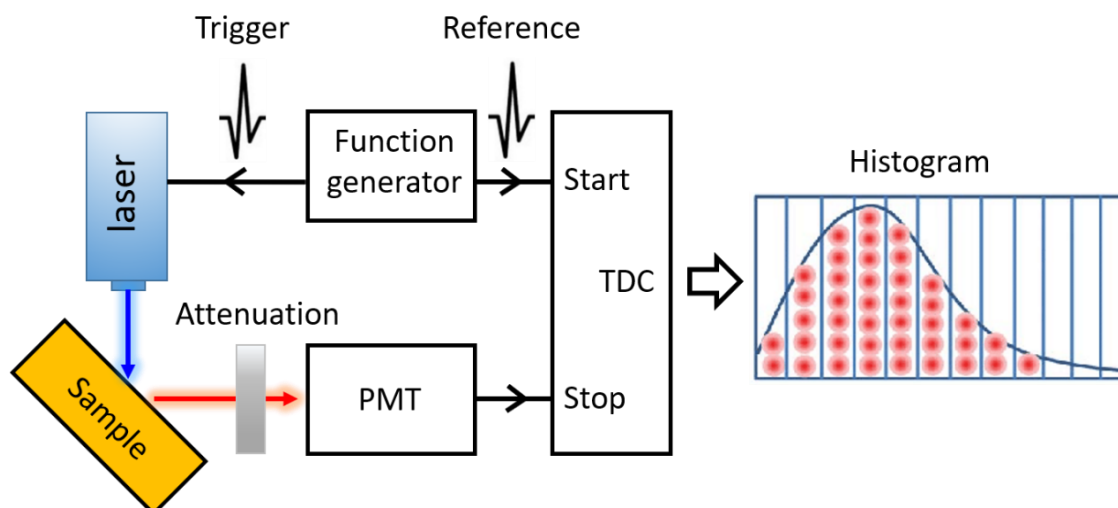 Trigger
Reference
laser
Function
generator
Start
Histogram
TDC
Attenuation
Sample
PMT
Stop